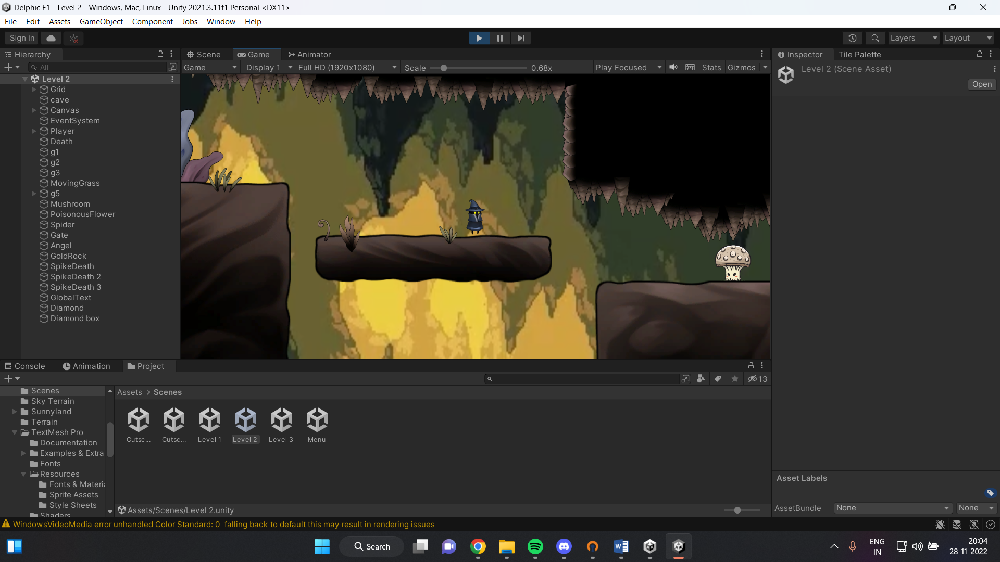 Delphic F1 - Level 2 - Windows, Mac, Linux - Unity 2021.3.11f1 Personal <DX11>
File Edit Assets GameObject Component Jobs Window Help
Sign in Layers Layout
Hierarchy Scene Game Animator Inspector Tile Palette
All Game Display 1 Full HD (1920x1080) Scale 0.68x Play Focused Stats Gizmos
Level 2 (Scene Asset)
Open
Level 2
Grid
cave
Canvas
EventSystem
Player
Death
g1
g2
g3
MovingGrass
g5
Mushroom
PoisonousFlower
Spider
Gate
Angel
GoldRock
SpikeDeath
SpikeDeath 2
SpikeDeath 3
GlobalText
Diamond
Diamond box
Console Animation Project
13
Assets > Scenes
Scenes
Sky Terrain
Sunnyland
Terrain
TextMesh Pro
Documentation
Examples & Extra
Fonts
Resources
Fonts & Materi
Sprite Assets
Style Sheets
Shaders
Cutsc... Cutsc... Level 1 Level 2 Level 3 Menu
Assets/Scenes/Level 2.unity
Asset Labels
AssetBundle None None
WindowsVideoMedia error unhandled Color Standard: 0 falling back to default this may result in rendering issues
Search
ENG
IN
20:04
28-11-2022